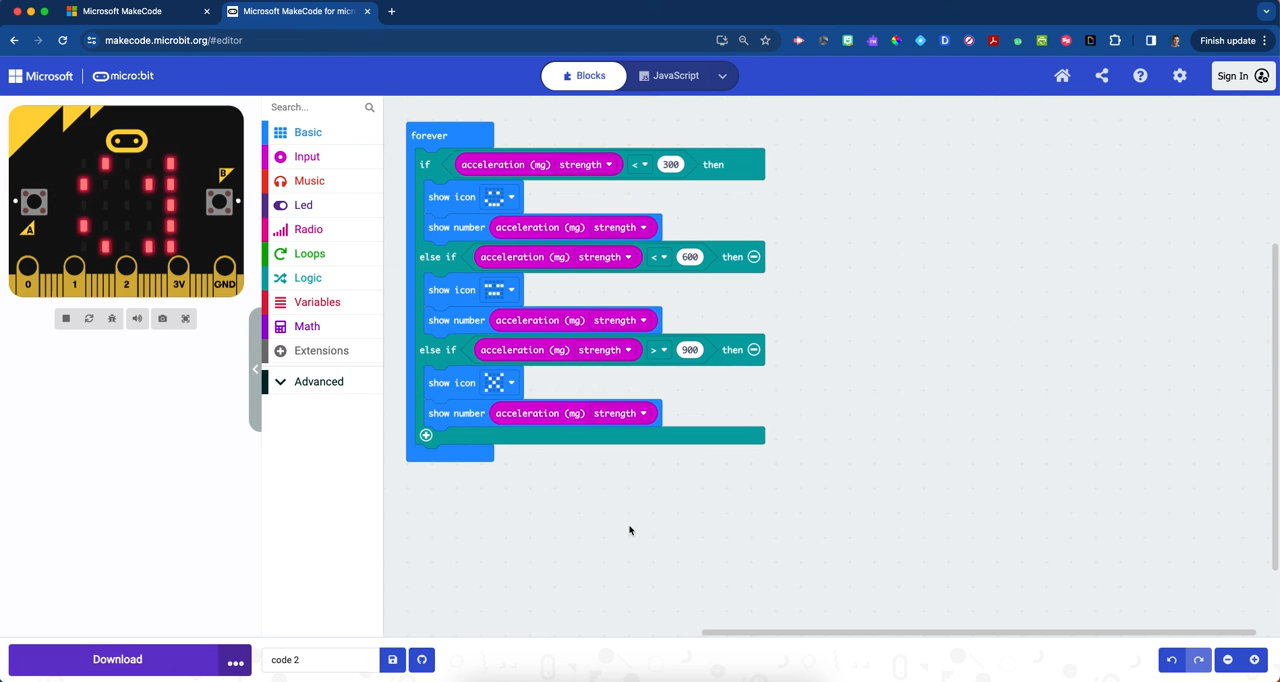 Microsoft MakeCode
Microsoft MakeCode for micr
makecode.microbit.org/#editor
Finish update
Microsoft
micro:bit
Blocks
JavaScript
Sign In
A
B
0
1
2
3V
GND
Search...
Basic
Input
Music
Led
Radio
Loops
Logic
Variables
Math
Extensions
Advanced
forever
if acceleration (mg) strength < 300 then
show icon
show number acceleration (mg) strength
else if acceleration (mg) strength < 600 then
show icon
show number acceleration (mg) strength
else if acceleration (mg) strength > 900 then
show icon
show number acceleration (mg) strength
Download
code 2